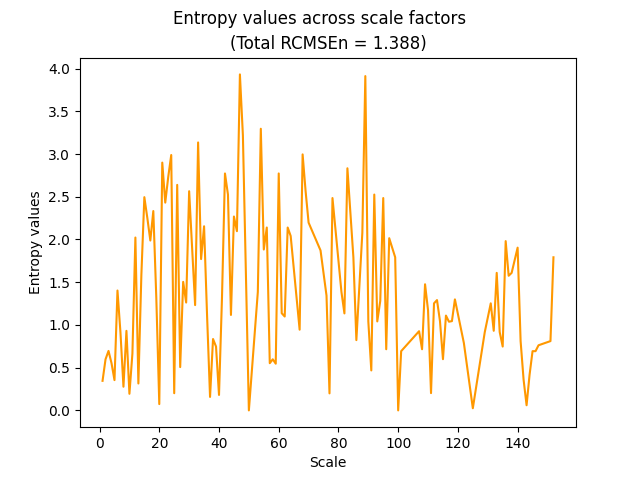 Entropy values across scale factors
(Total RCMSEn = 1.388)
4.0
3.5
3.0
2.5
2.0
1.5
1.0
0.5
0.0
Entropy values
0 20 40 60 80 100 120 140
Scale